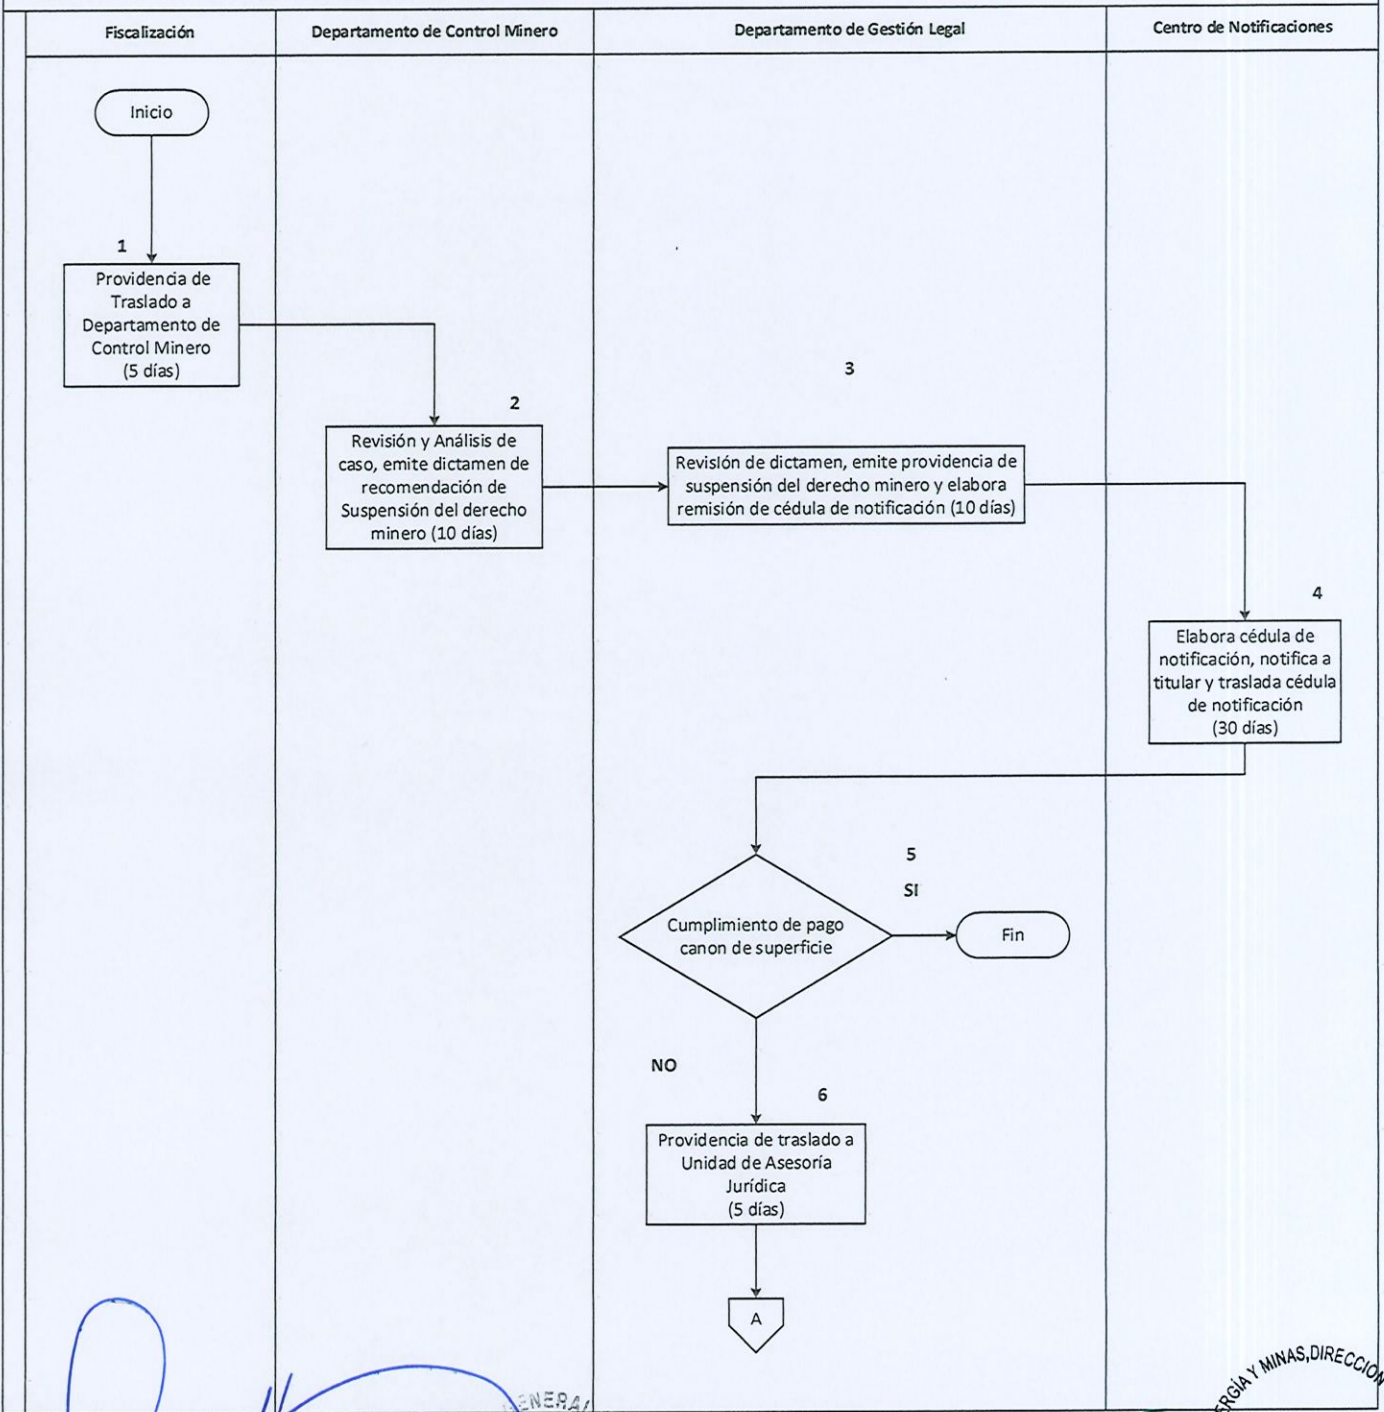 Fiscalización
Departamento de Control Minero
Departamento de Gestión Legal
Centro de Notificaciones
Inicio
1
Providencia de
Traslado a
Departamento de
Control Minero
(5 días)
2
Revisión y Análisis de
caso, emite dictamen de
recomendación de
Suspensión del derecho
minero (10 días)
3
Revisión de dictamen, emite providencia de
suspensión del derecho minero y elabora
remisión de cédula de notificación (10 días)
4
Elabora cédula de
notificación, notifica a
titular y traslada cédula
de notificación
(30 días)
5
SI
Cumplimiento de pago
canon de superficie
Fin
NO
6
Providencia de traslado a
Unidad de Asesoría
Jurídica
(5 días)
A
ENERAL
ERGÍA Y MINAS,DIRECCION